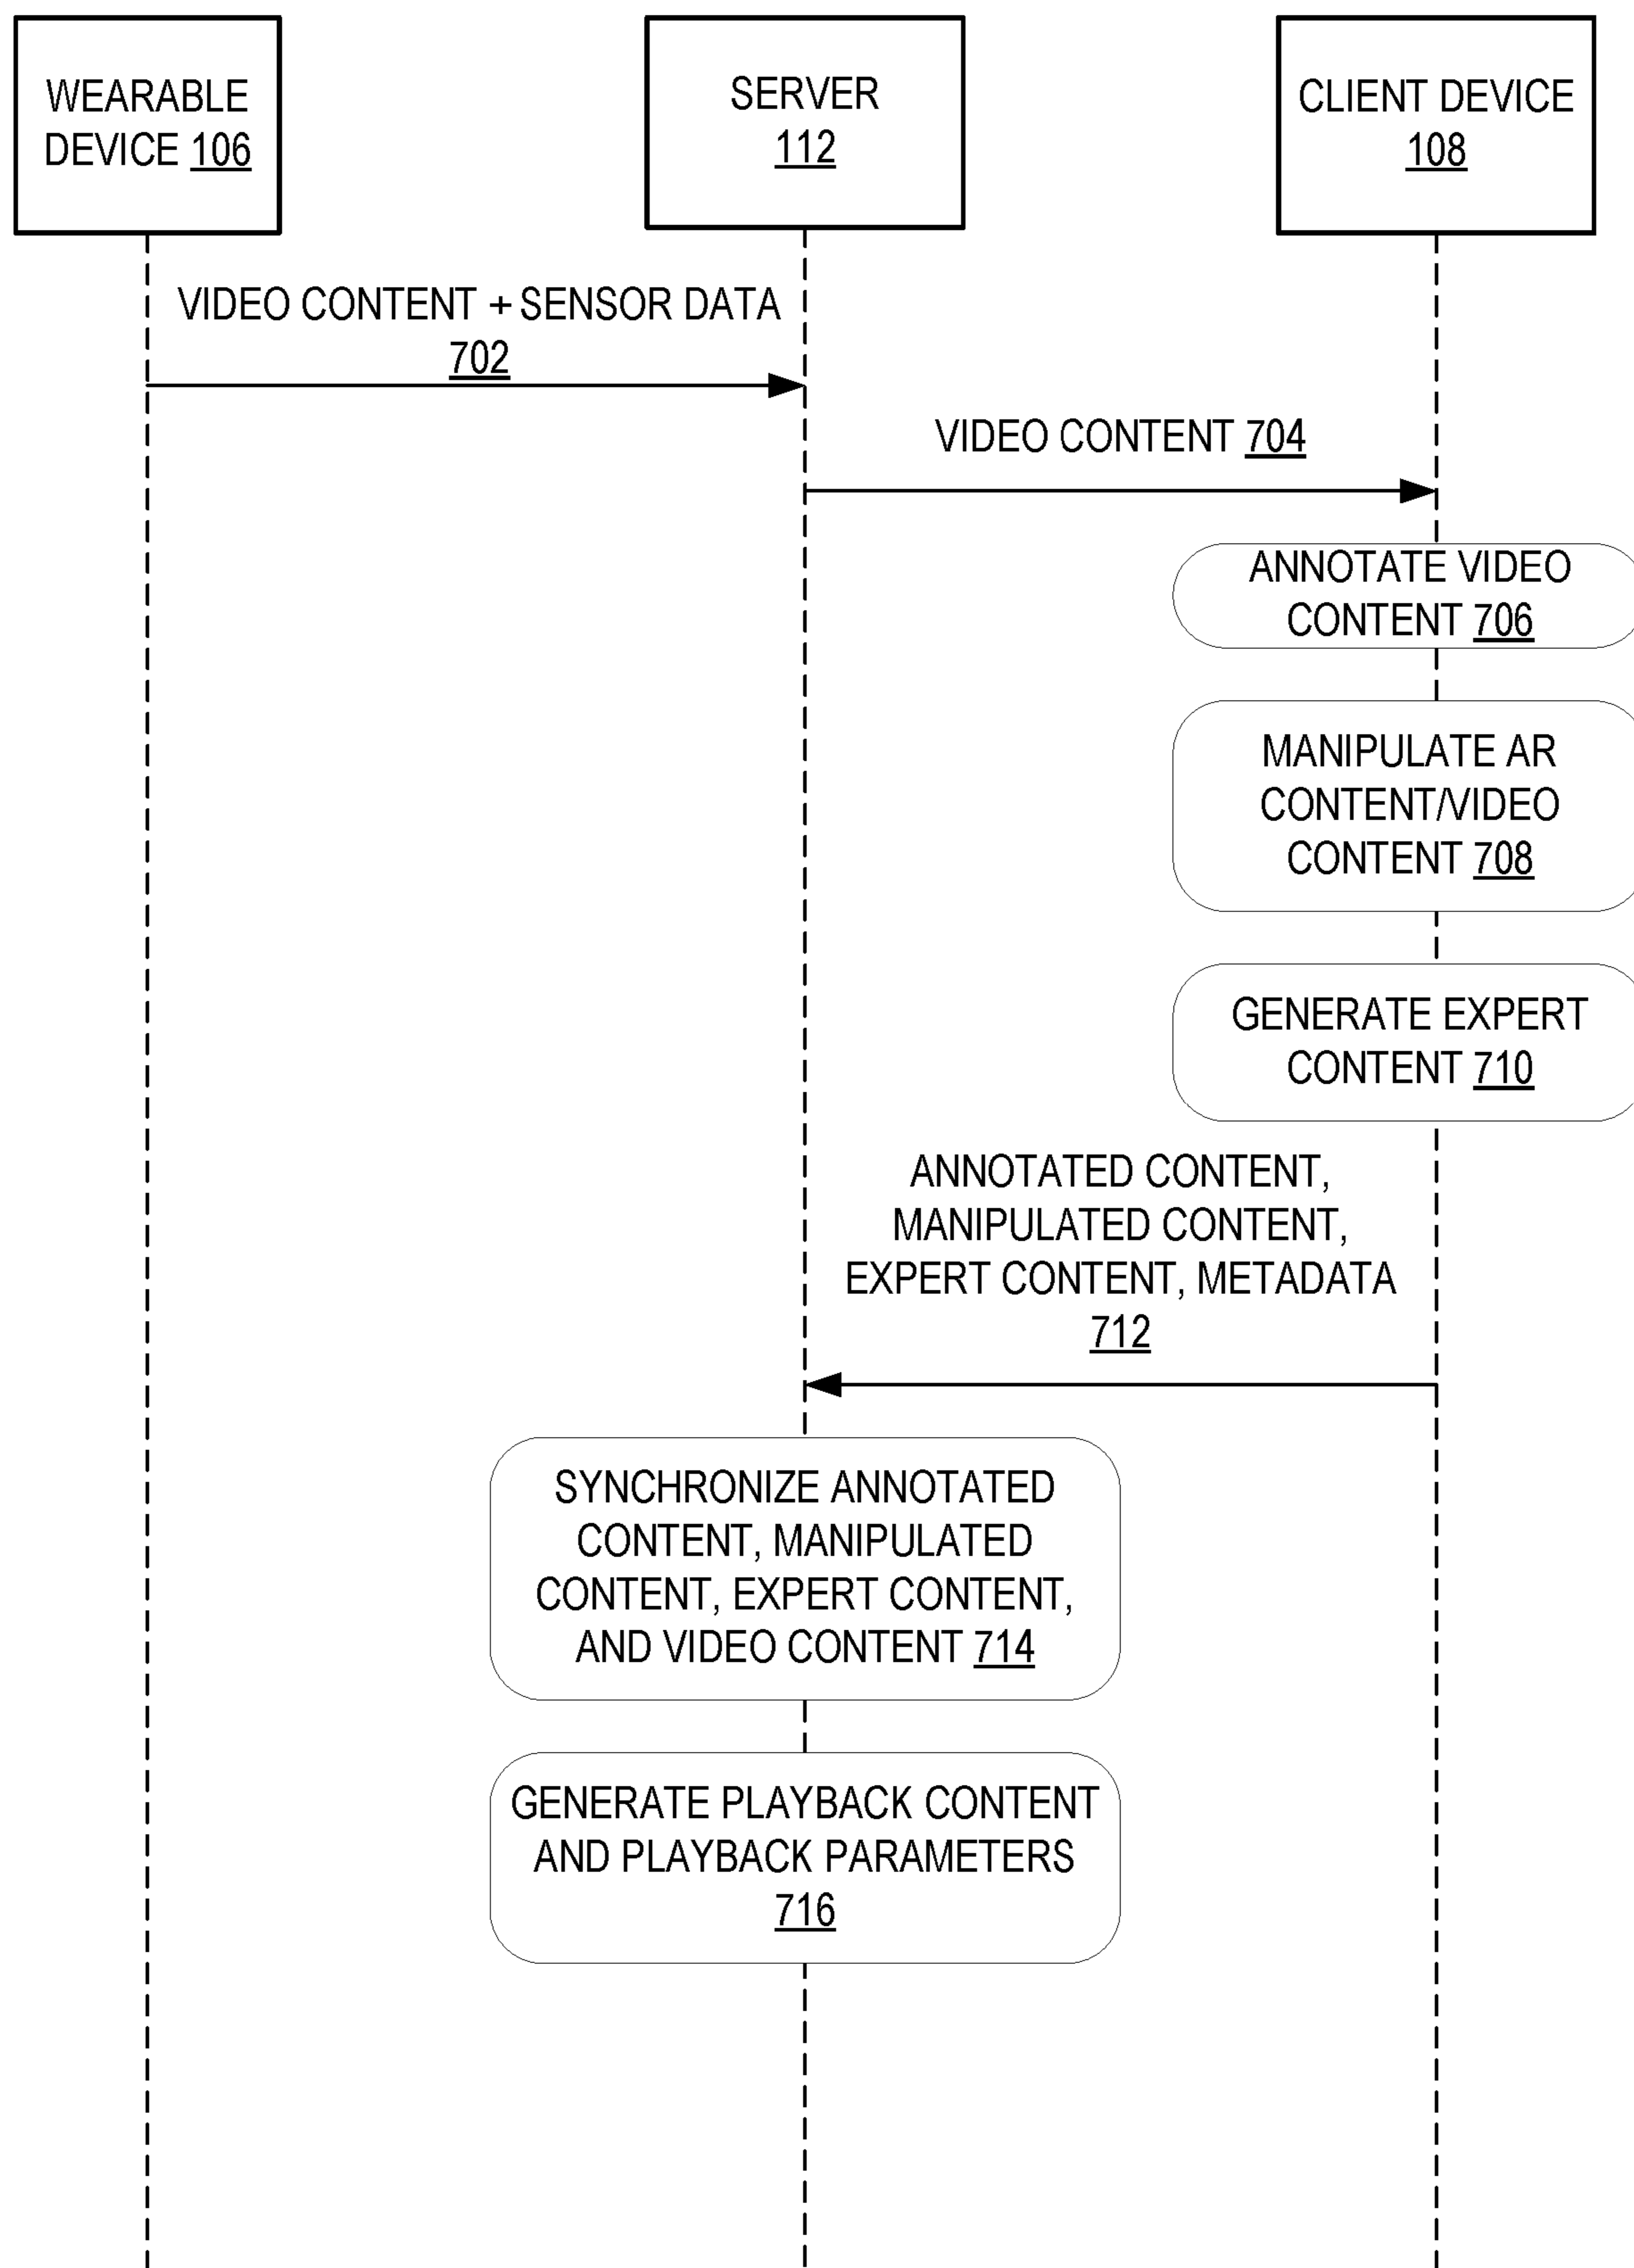 WEARABLE
DEVICE 106
SERVER
112
CLIENT DEVICE
108
VIDEO CONTENT + SENSOR DATA
702
VIDEO CONTENT 704
ANNOTATE VIDEO
CONTENT 706
MANIPULATE AR
CONTENT/VIDEO
CONTENT 708
GENERATE EXPERT
CONTENT 710
ANNOTATED CONTENT,
MANIPULATED CONTENT,
EXPERT CONTENT, METADATA
712
SYNCHRONIZE ANNOTATED
CONTENT, MANIPULATED
CONTENT, EXPERT CONTENT,
AND VIDEO CONTENT 714
GENERATE PLAYBACK CONTENT
AND PLAYBACK PARAMETERS
716